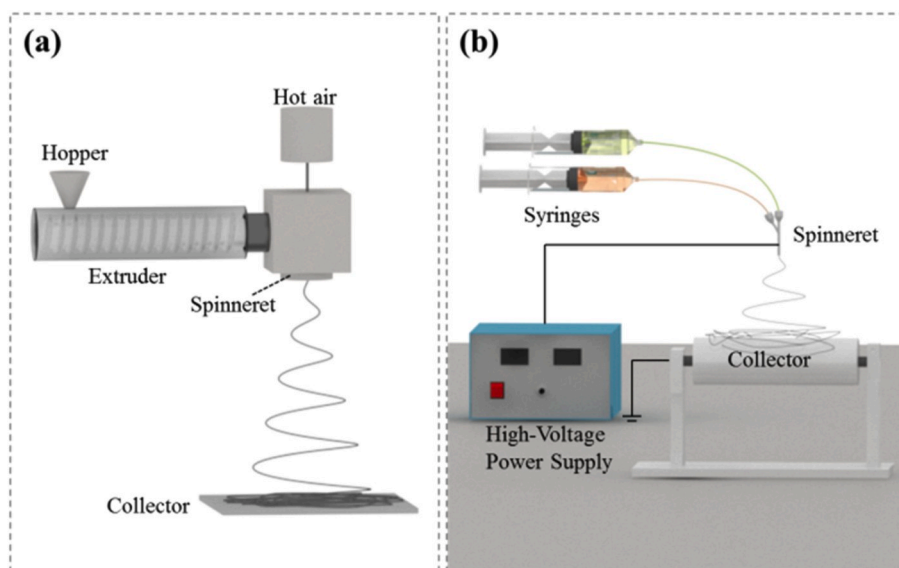 (a)
Hot air
Hopper
Extruder
Spinneret
Collector
(b)
Syringes
Spinneret
Collector
High-Voltage
Power Supply